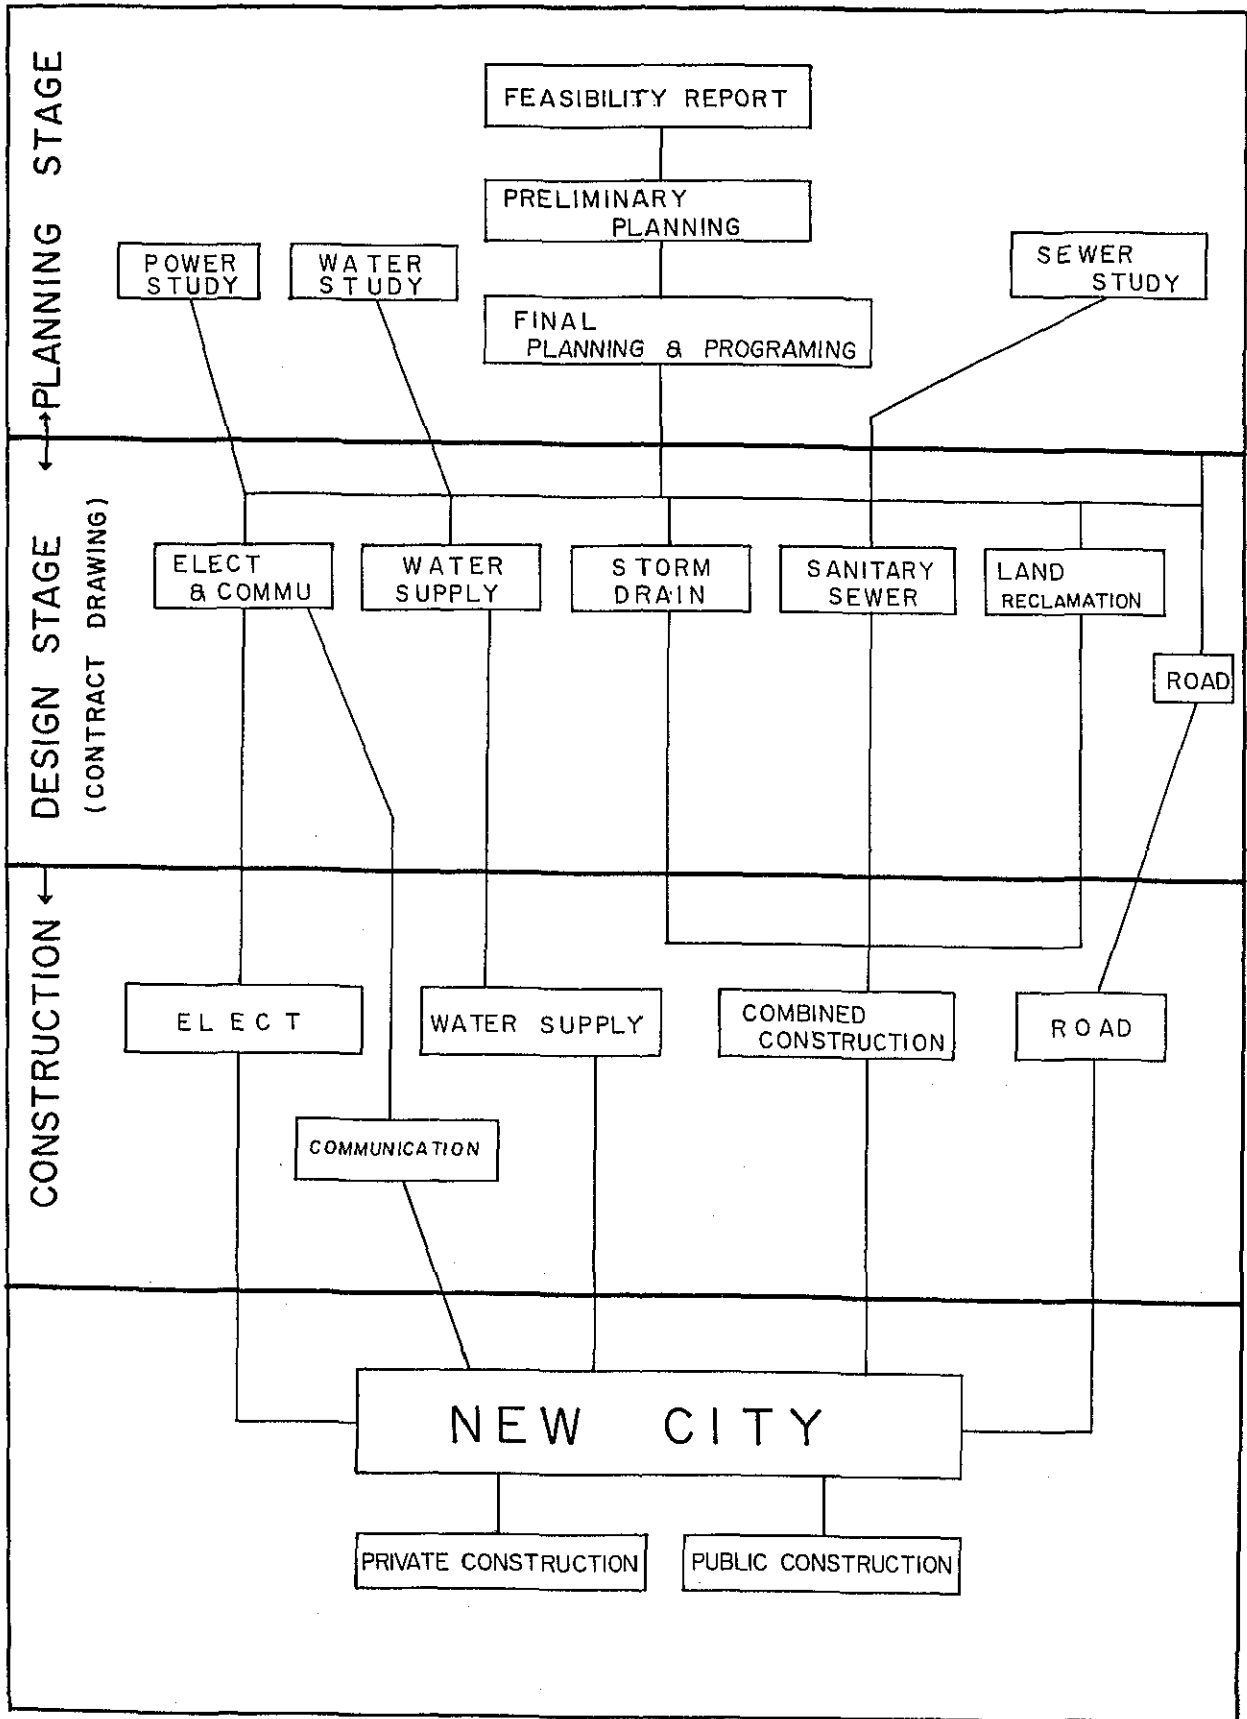 PLANNING STAGE
FEASIBILITY REPORT
PRELIMINARY
PLANNING
POWER
STUDY
WATER
STUDY
SEWER
STUDY
FINAL
PLANNING & PROGRAMING
DESIGN STAGE
(CONTRACT DRAWING)
ELECT
& COMMU
WATER
SUPPLY
STORM
DRAIN
SANITARY
SEWER
LAND
RECLAMATION
ROAD
CONSTRUCTION
ELECT
WATER SUPPLY
COMBINED
CONSTRUCTION
ROAD
COMMUNICATION
NEW CITY
PRIVATE CONSTRUCTION
PUBLIC CONSTRUCTION